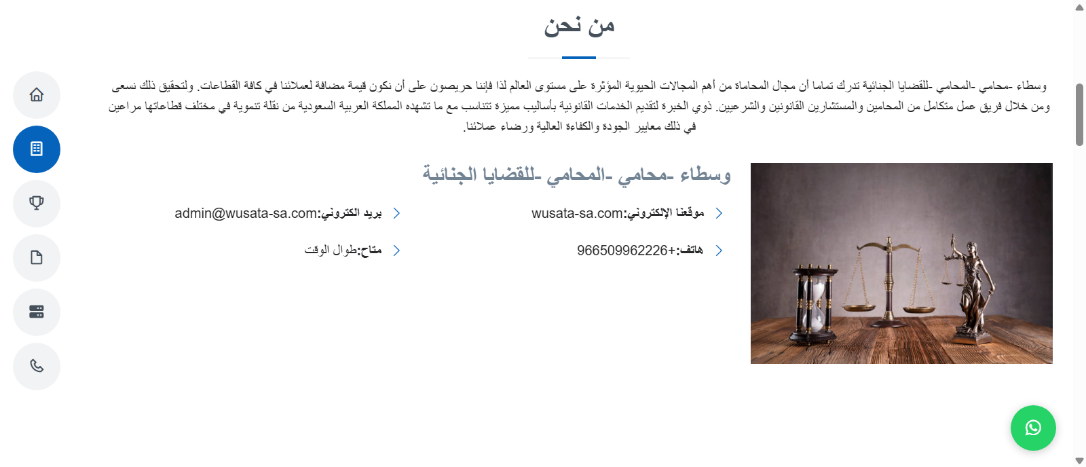 من نحن
وسطاء -محامي -المحامي -للقضايا الجنائية تدرك تماما أن مجال المحاماة من أهم المجالات الحيوية المؤثرة على مستوى العالم لذا فإننا حريصون على أن نكون قيمة مضافة لعملائنا في كافة القطاعات. ولتحقيق ذلك نسعى
ومن خلال فريق عمل متكامل من المحامين والمستشارين القانونين والشرعيين. ذوي الخبرة لتقديم الخدمات القانونية بأساليب مميزة تتناسب مع ما تشهده المملكة العربية السعودية من نقلة تنموية في مختلف قطاعاتها مراعين
في ذلك معايير الجودة والكفاءة العالية ورضاء عملائنا.
وسطاء -محامي -المحامي -للقضايا الجنائية
موقعنا الإلكتروني:wusata-sa.com
بريد الكتروني:admin@wusata-sa.com
هاتف:+966509962226
متاح:طوال الوقت